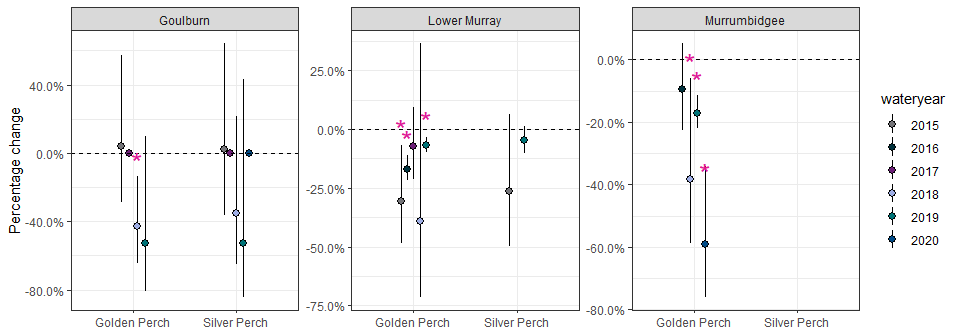 Goulburn
Lower Murray
Murrumbidgee
Percentage change
40.0%
0.0%
-40.0%
-80.0%
25.0%
0.0%
-25.0%
-50.0%
-75.0%
0.0%
-20.0%
-40.0%
-60.0%
-80.0%
*
*
*
*
*
*
*
Golden Perch
Silver Perch
Golden Perch
Silver Perch
Golden Perch
Silver Perch
wateryear
2015
2016
2017
2018
2019
2020